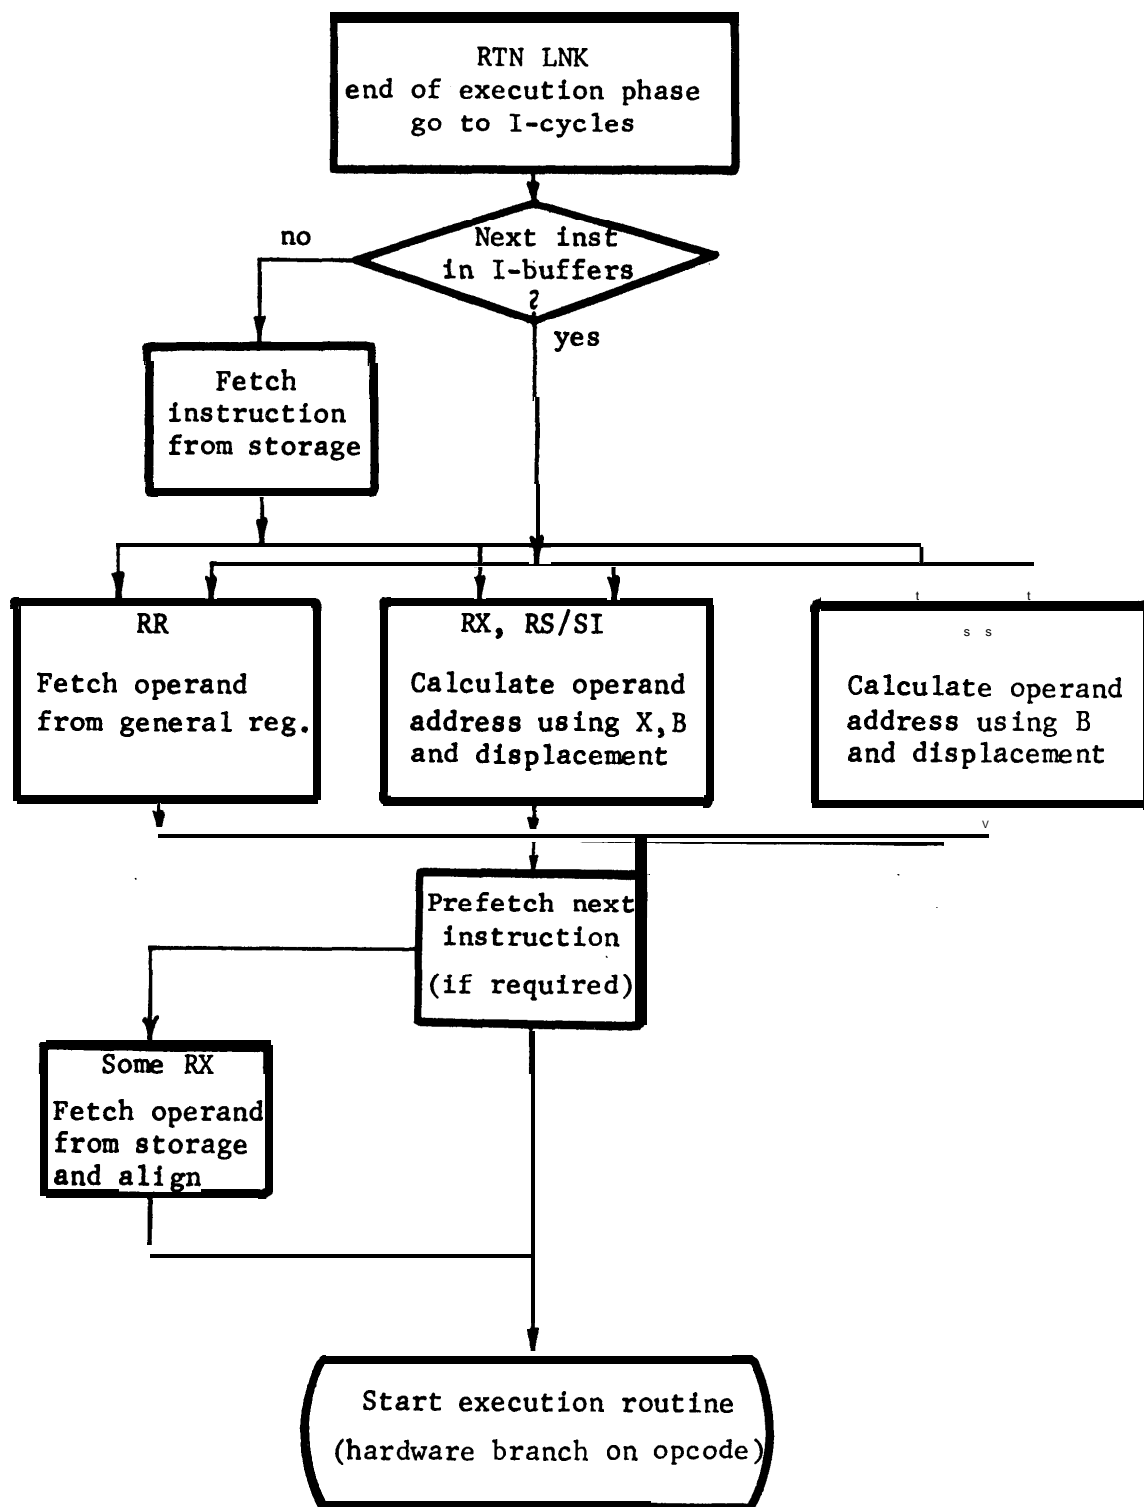 RTN LNK
end of execution phase
go to I-cycles
no
Next inst
in I-buffers
?
yes
Fetch
instruction
from storage
RR
Fetch operand
from general reg.
RX, RS/SI
Calculate operand
address using X,B
and displacement
t t
s s
Calculate operand
address using B
and displacement
v
Prefetch next
instruction
(if required)
Some RX
Fetch operand
from storage
and align
Start execution routine
(hardware branch on opcode)